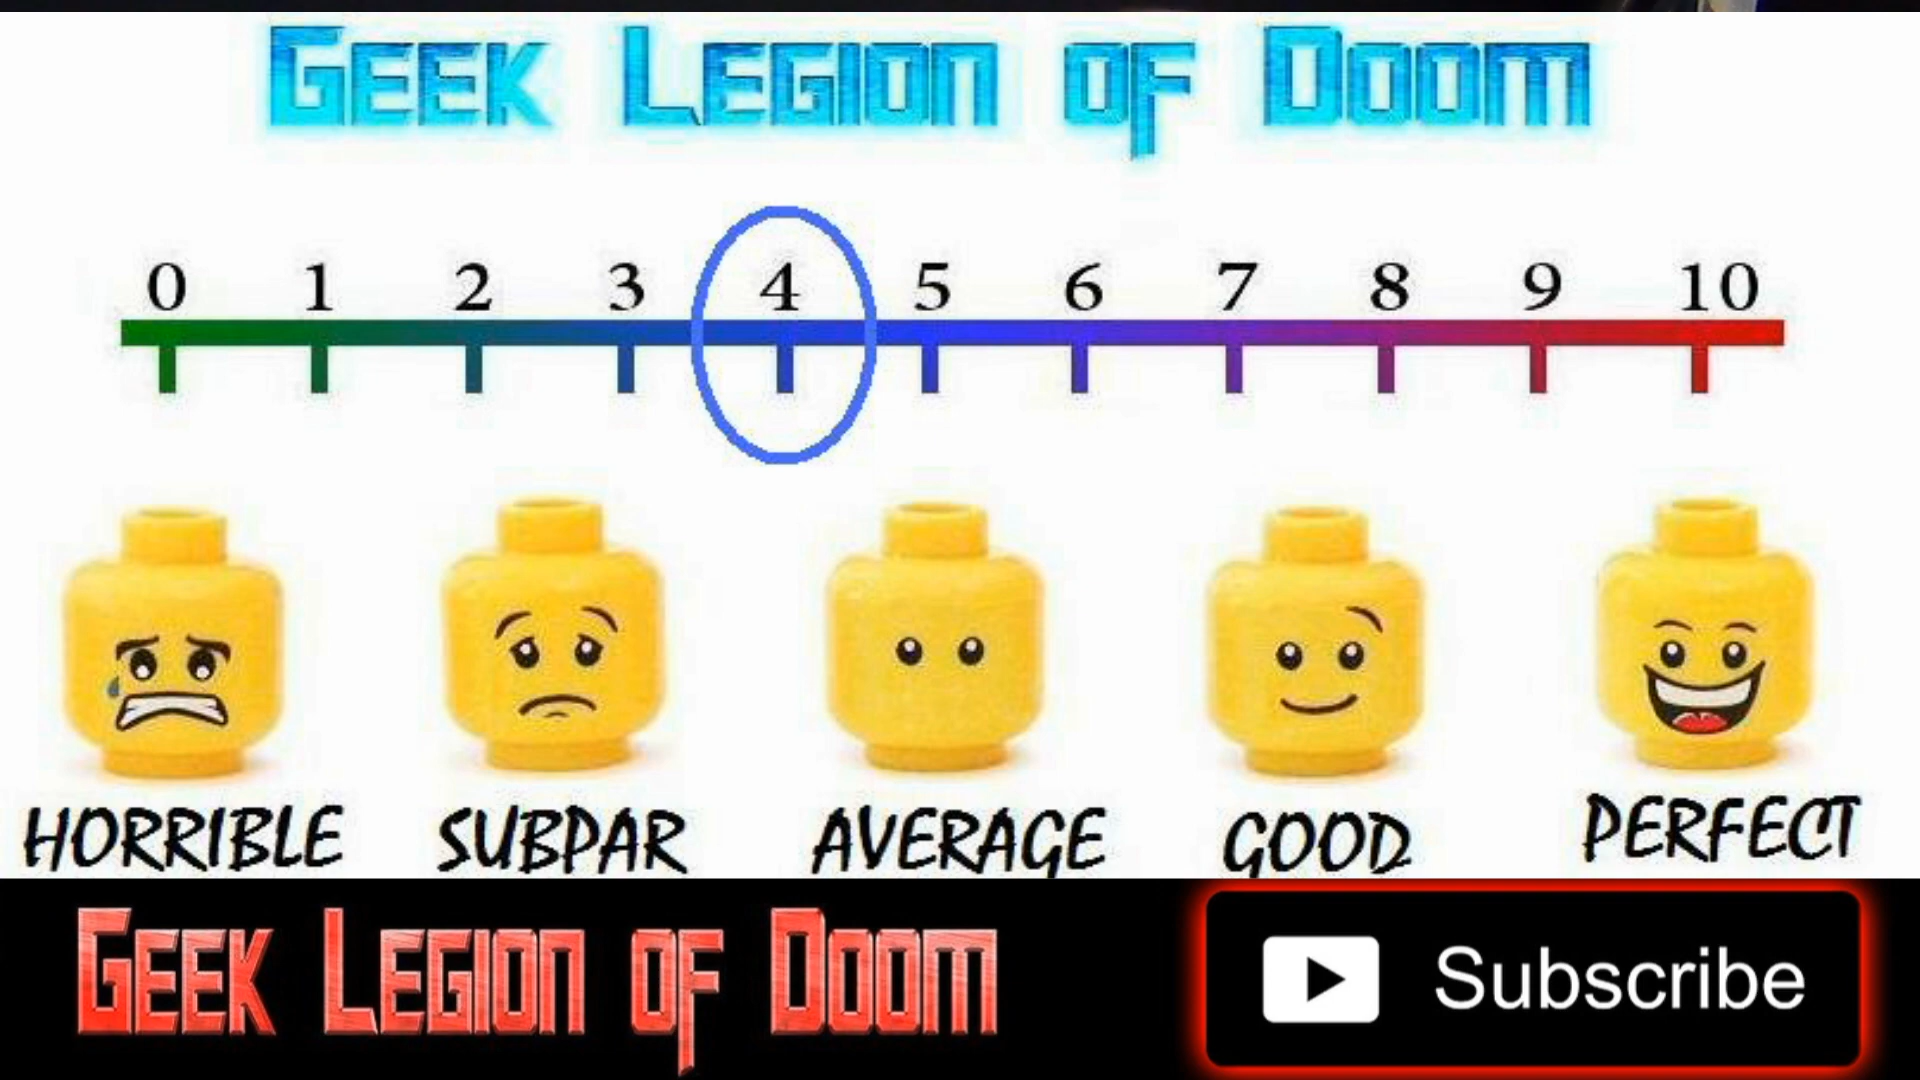 GEEK LEGION OF DOOM
0 1 2 3 4 5 6 7 8 9 10
HORRIBLE SUBPAR AVERAGE GOOD PERFECT
GEEK LEGION OF DOOM
Subscribe